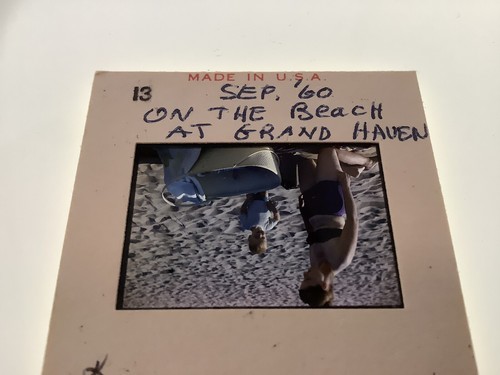 MADE IN U.S.A.
13 SEP. '60
ON THE BeacH
AT GRAND HAVEN